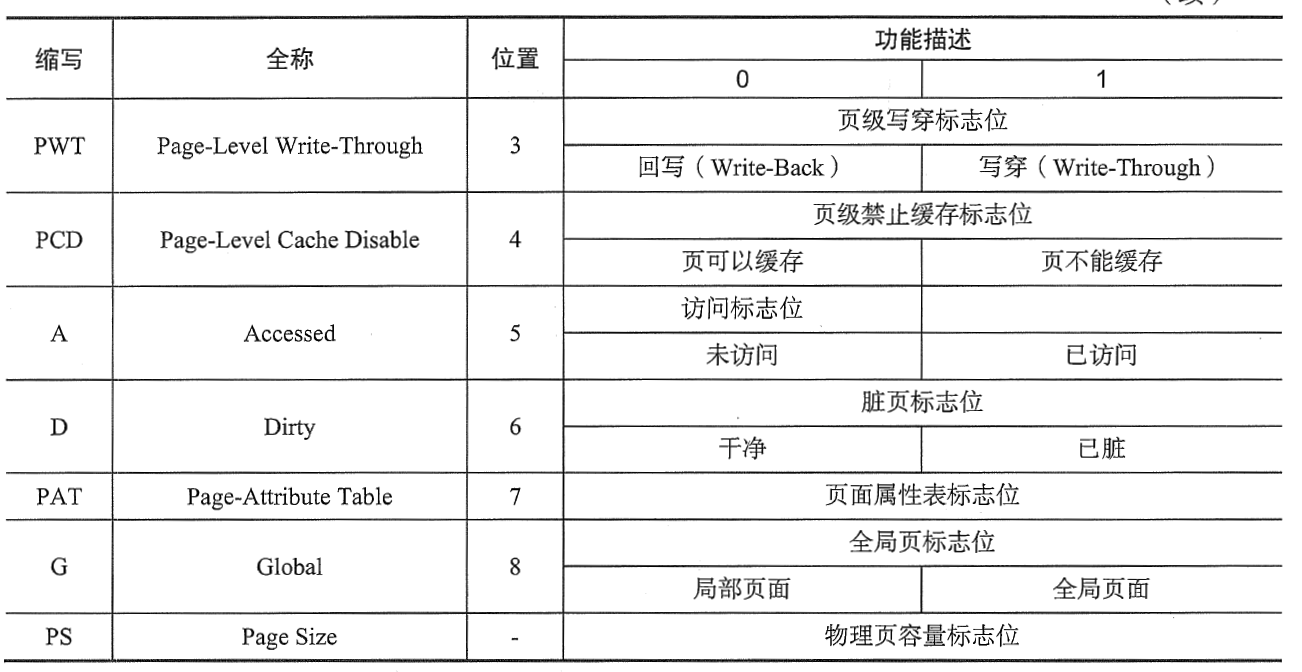 缩写 全称 位置 功能描述
0 1
PWT Page-Level Write-Through 3 页级写穿标志位
回写（Write-Back） 写穿（Write-Through）
PCD Page-Level Cache Disable 4 页级禁止缓存标志位
页可以缓存 页不能缓存
A Accessed 5 访问标志位
未访问 已访问
D Dirty 6 脏页标志位
干净 已脏
PAT Page-Attribute Table 7 页面属性表标志位
G Global 8 全局页标志位
局部页面 全局页面
PS Page Size - 物理页容量标志位